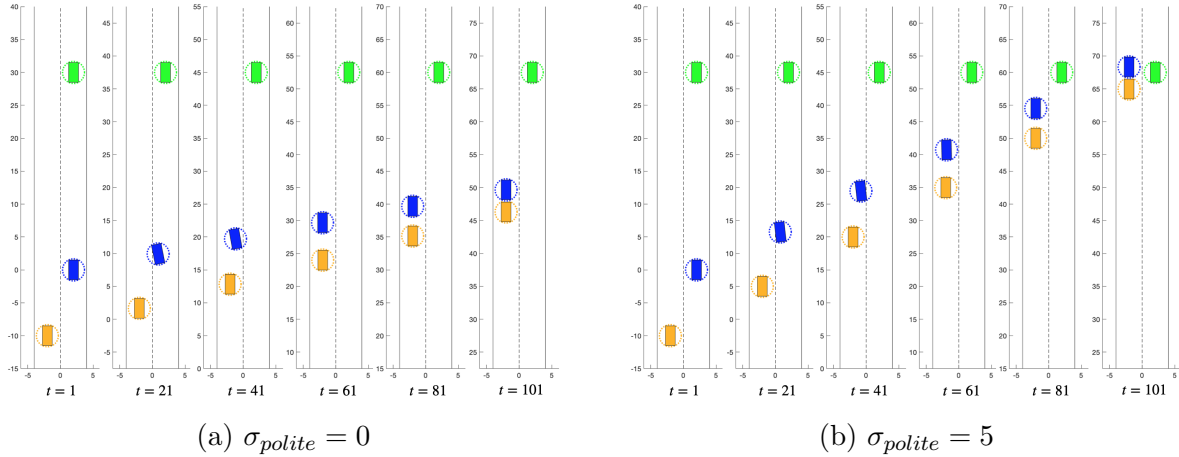 40 55 70 40 55 70
45 60 75 45 60 75
35 50 65 35 50 65
40 55 70 40 55 70
30 45 60 30 45 60
35 50 65 35 50 65
25 40 55 25 40 55
30 45 60 30 45 60
20 35 50 20 35 50
25 40 55 25 40 55
15 30 45 15 30 45
20 35 50 20 35 50
10 25 40 10 25 40
15 30 45 15 30 45
5 20 35 5 20 35
10 25 40 10 25 40
0 15 30 0 15 30
5 20 35 5 20 35
-5 10 25 -5 10 25
0 15 30 0 15 30
-10 5 20 -10 5 20
-5 10 25 -5 10 25
-15 0 15 -15 0 15
-5 0 5 -5 0 5 -5 0 5 -5 0 5 -5 0 5 -5 0 5 -5 0 5 -5 0 5 -5 0 5 -5 0 5 -5 0 5 -5 0 5
t = 1 t = 21 t = 41 t = 61 t = 81 t = 101 t = 1 t = 21 t = 41 t = 61 t = 81 t = 101
(a) σ_polite = 0 (b) σ_polite = 5